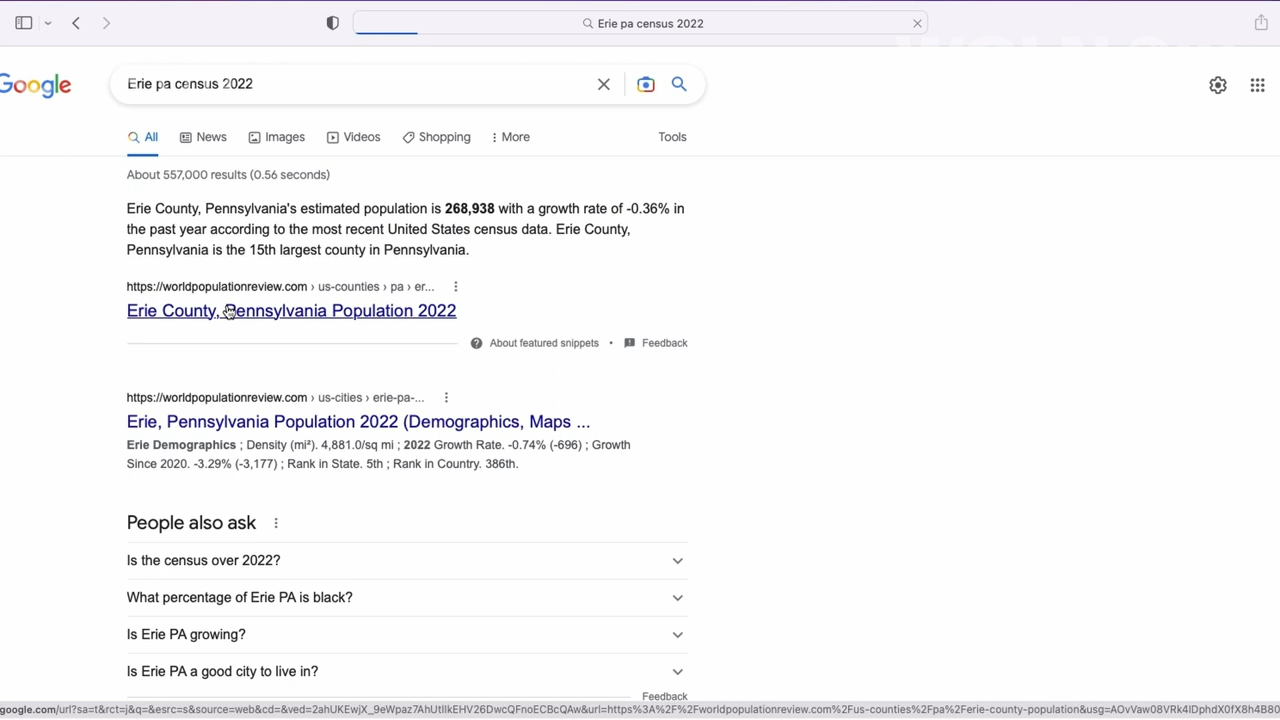 Erie pa census 2022
Google
Erie pa census 2022
All News Images Videos Shopping More Tools
About 557,000 results (0.56 seconds)
Erie County, Pennsylvania's estimated population is 268,938 with a growth rate of -0.36% in
the past year according to the most recent United States census data. Erie County,
Pennsylvania is the 15th largest county in Pennsylvania.
https://worldpopulationreview.com › us-counties › pa › er...
Erie County, Pennsylvania Population 2022
About featured snippets • Feedback
https://worldpopulationreview.com › us-cities › erie-pa-...
Erie, Pennsylvania Population 2022 (Demographics, Maps ...
Erie Demographics ; Density (mi²). 4,881.0/sq mi ; 2022 Growth Rate. -0.74% (-696) ; Growth
Since 2020. -3.29% (-3,177) ; Rank in State. 5th ; Rank in Country. 386th.
People also ask
Is the census over 2022?
What percentage of Erie PA is black?
Is Erie PA growing?
Is Erie PA a good city to live in?
Feedback
google.com/url?sa=t&rct=j&q=&esrc=s&source=web&cd=&ved=2ahUKEwjX_9eWpaz7AhUtIlkEHV26DwcQFnoECBcQAw&url=https%3A%2F%2Fworldpopulationreview.com%2Fus-counties%2Fpa%2Ferie-county-population&usg=AOvVaw08VRk4IDphdX0fX8h4B80